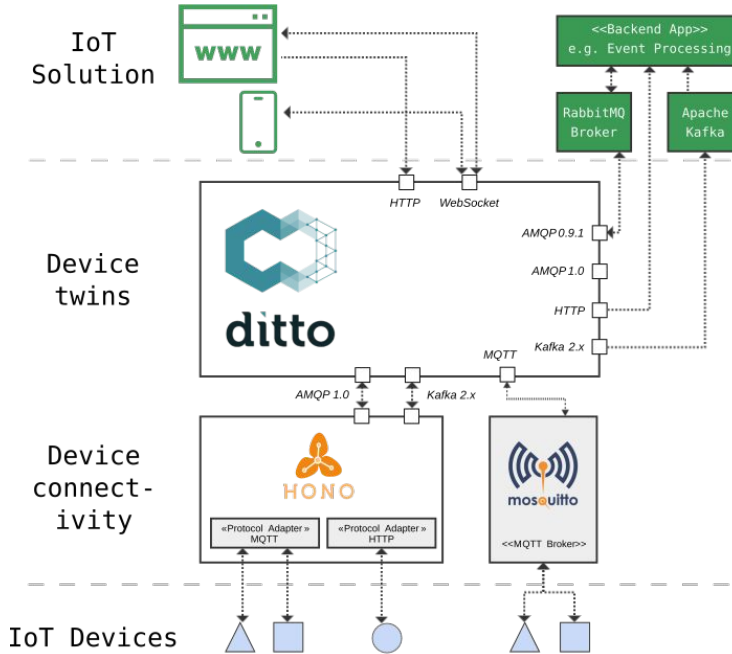 IoT
Solution
WWW
<<Backend App>>
e.g. Event Processing
RabbitMQ
Broker
Apache
Kafka
HTTP
WebSocket
Device
twins
ditto
AMQP 0.9.1
AMQP 1.0
HTTP
Kafka 2.x
MQTT
AMQP 1.0
Kafka 2.x
Device
connect-
ivity
HONO
«Protocol Adapter»
MQTT
«Protocol Adapter»
HTTP
mosquitto
<<MQTT Broker>>
IoT Devices